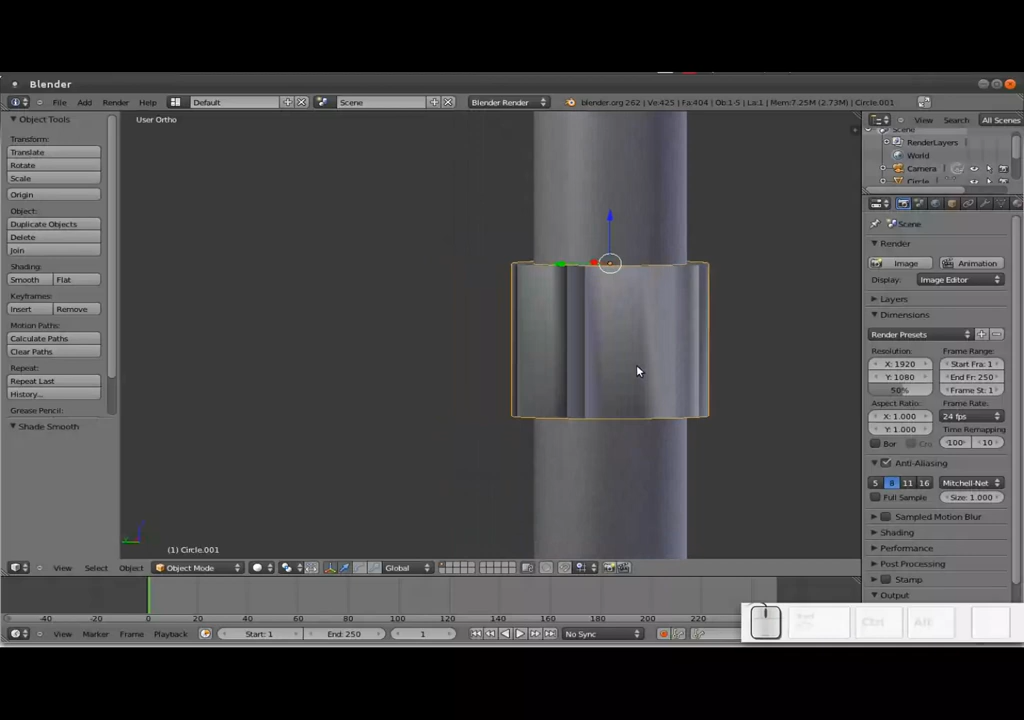 Blender
File Add Render Help Default Scene Blender Render blender.org 262 | Ve:425 | Fa:404 | Ob:1-5 | La:1 | Mem:7.25M (2.73M) | Circle.001
Object Tools
Transform:
Translate
Rotate
Scale
Origin
Object:
Duplicate Objects
Delete
Join
Shading:
Smooth Flat
Keyframes:
Insert Remove
Motion Paths:
Calculate Paths
Clear Paths
Repeat:
Repeat Last
History...
Grease Pencil:
Shade Smooth
User Ortho
(1) Circle.001
View Select Object Object Mode Global
-40 -20 0 20 40 60 80 100 120 140 160 180 200 220
View Marker Frame Playback Start: 1 End: 250 1 No Sync
View Search All Scenes
Scene
RenderLayers
World
Camera
Circle
Scene
Render
Image Animation
Display: Image Editor
Layers
Dimensions
Render Presets
Resolution: Frame Range:
X: 1920 Start Fra: 1
Y: 1080 End Fr: 250
50% Frame St: 1
Aspect Ratio: Frame Rate:
X: 1.000 24 fps
Y: 1.000 Time Remapping
Bor Cro 100 10
Anti-Aliasing
5 8 11 16 Mitchell-Net
Full Sample Size: 1.000
Sampled Motion Blur
Shading
Performance
Post Processing
Stamp
Output
Ctrl Alt